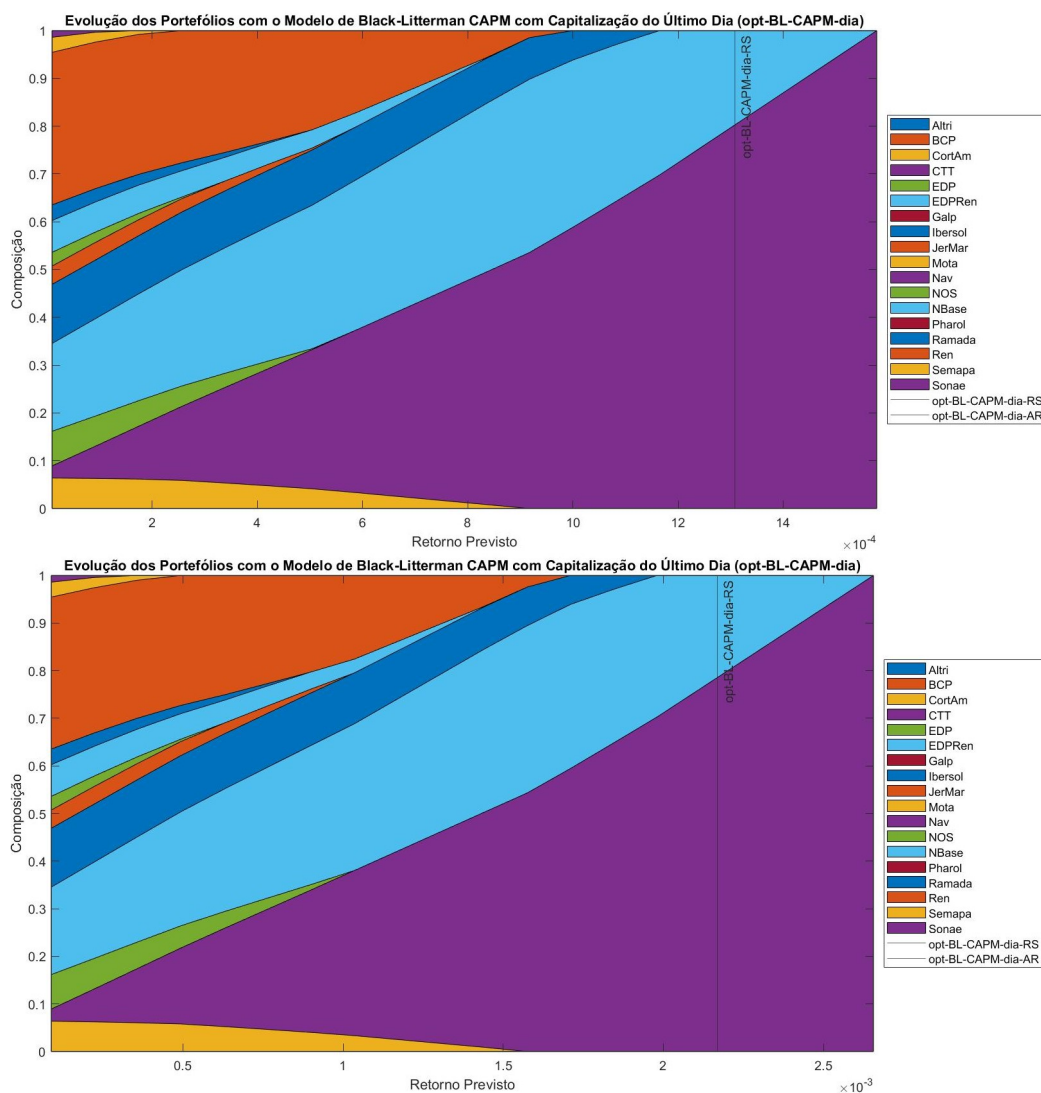 Evolução dos Portefólios com o Modelo de Black-Litterman CAPM com Capitalização do Último Dia (opt-BL-CAPM-dia)
1
0.9
0.8
0.7
0.6
0.5
0.4
0.3
0.2
0.1
0
Composição
opt-BL-CAPM-dia-RS
2
4
6
8
10
12
14
Retorno Previsto
×10⁻⁴
Altri
BCP
CortAm
CTT
EDP
EDPRen
Galp
Ibersol
JerMar
Mota
Nav
NOS
NBase
Pharol
Ramada
Ren
Semapa
Sonae
opt-BL-CAPM-dia-RS
opt-BL-CAPM-dia-AR
Evolução dos Portefólios com o Modelo de Black-Litterman CAPM com Capitalização do Último Dia (opt-BL-CAPM-dia)
1
0.9
0.8
0.7
0.6
0.5
0.4
0.3
0.2
0.1
0
Composição
opt-BL-CAPM-dia-RS
0.5
1
1.5
2
2.5
Retorno Previsto
×10⁻³
Altri
BCP
CortAm
CTT
EDP
EDPRen
Galp
Ibersol
JerMar
Mota
Nav
NOS
NBase
Pharol
Ramada
Ren
Semapa
Sonae
opt-BL-CAPM-dia-RS
opt-BL-CAPM-dia-AR